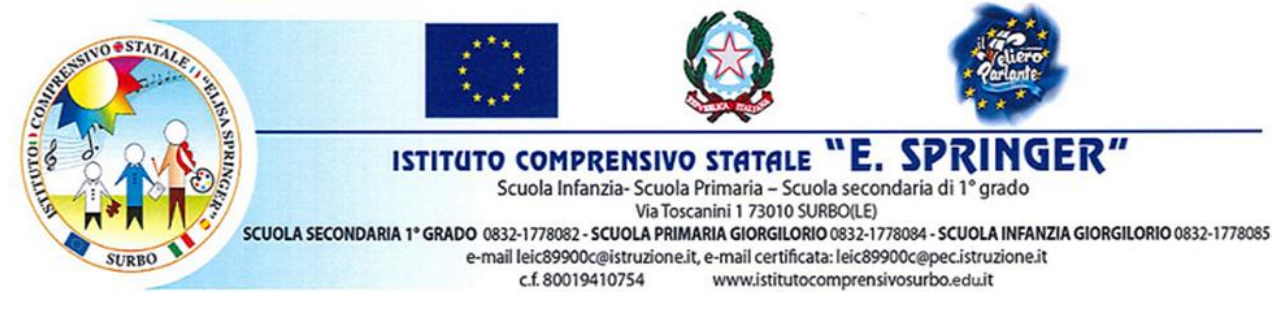 ISTITUTO COMPRENSIVO STATALE "ELISA SPRINGER"
SURBO
REPVBBLICA ITALIANA
il Veliero
Parlante
ISTITUTO COMPRENSIVO STATALE "E. SPRINGER"
Scuola Infanzia- Scuola Primaria – Scuola secondaria di 1° grado
Via Toscanini 1 73010 SURBO(LE)
SCUOLA SECONDARIA 1° GRADO 0832-1778082 - SCUOLA PRIMARIA GIORGILORIO 0832-1778084 - SCUOLA INFANZIA GIORGILORIO 0832-1778085
e-mail leic89900c@istruzione.it, e-mail certificata: leic89900c@pec.istruzione.it
c.f. 80019410754 www.istitutocomprensivosurbo.edu.it